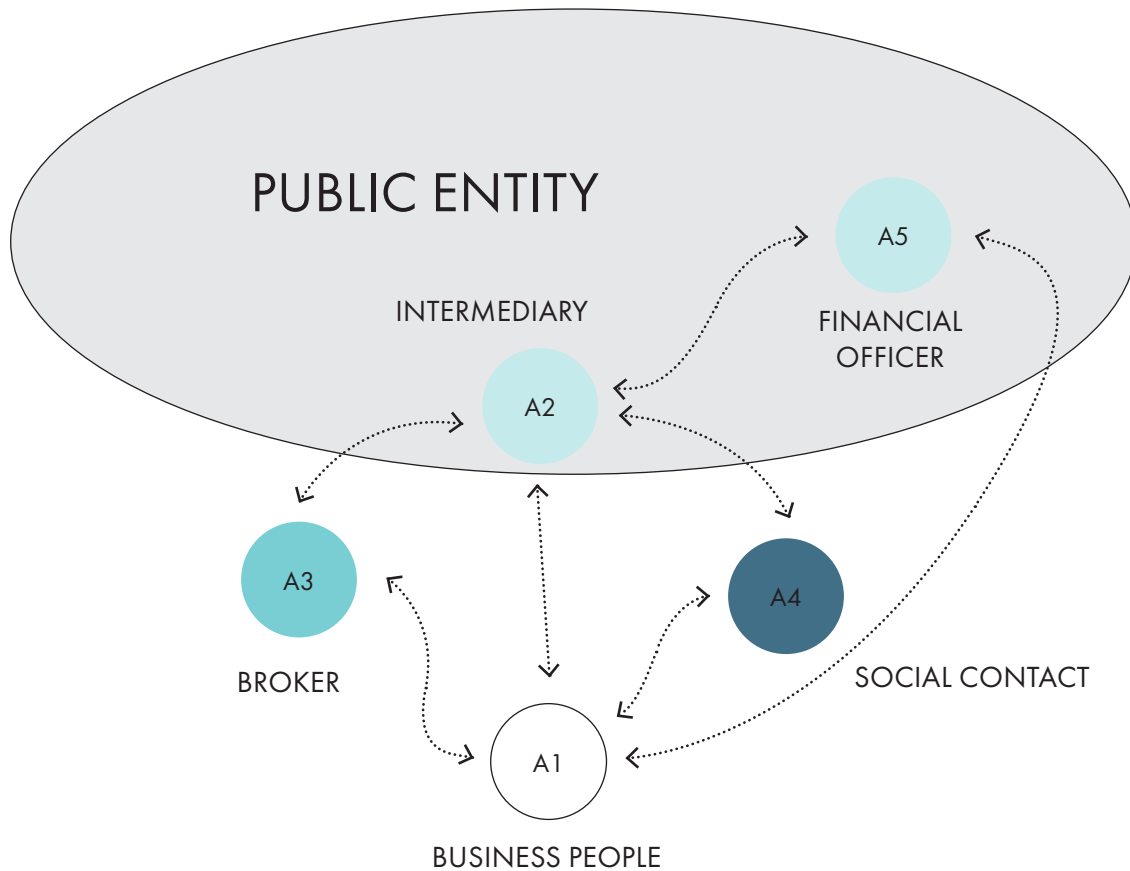 PUBLIC ENTITY
A5
INTERMEDIARY
FINANCIAL
OFFICER
A2
A3
A4
BROKER
SOCIAL CONTACT
A1
BUSINESS PEOPLE